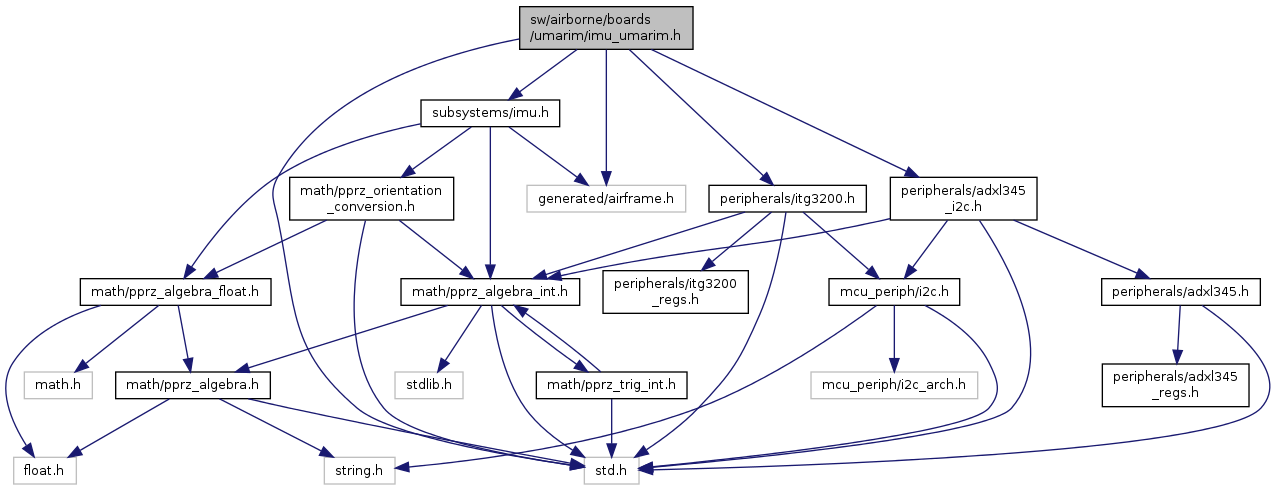 sw/airborne/boards
/umarim/imu_umarim.h
subsystems/imu.h
math/pprz_orientation
_conversion.h
generated/airframe.h
peripherals/itg3200.h
peripherals/adxl345
_i2c.h
math/pprz_algebra_float.h
math/pprz_algebra_int.h
peripherals/itg3200
_regs.h
mcu_periph/i2c.h
peripherals/adxl345.h
math.h
math/pprz_algebra.h
stdlib.h
math/pprz_trig_int.h
mcu_periph/i2c_arch.h
peripherals/adxl345
_regs.h
float.h
string.h
std.h